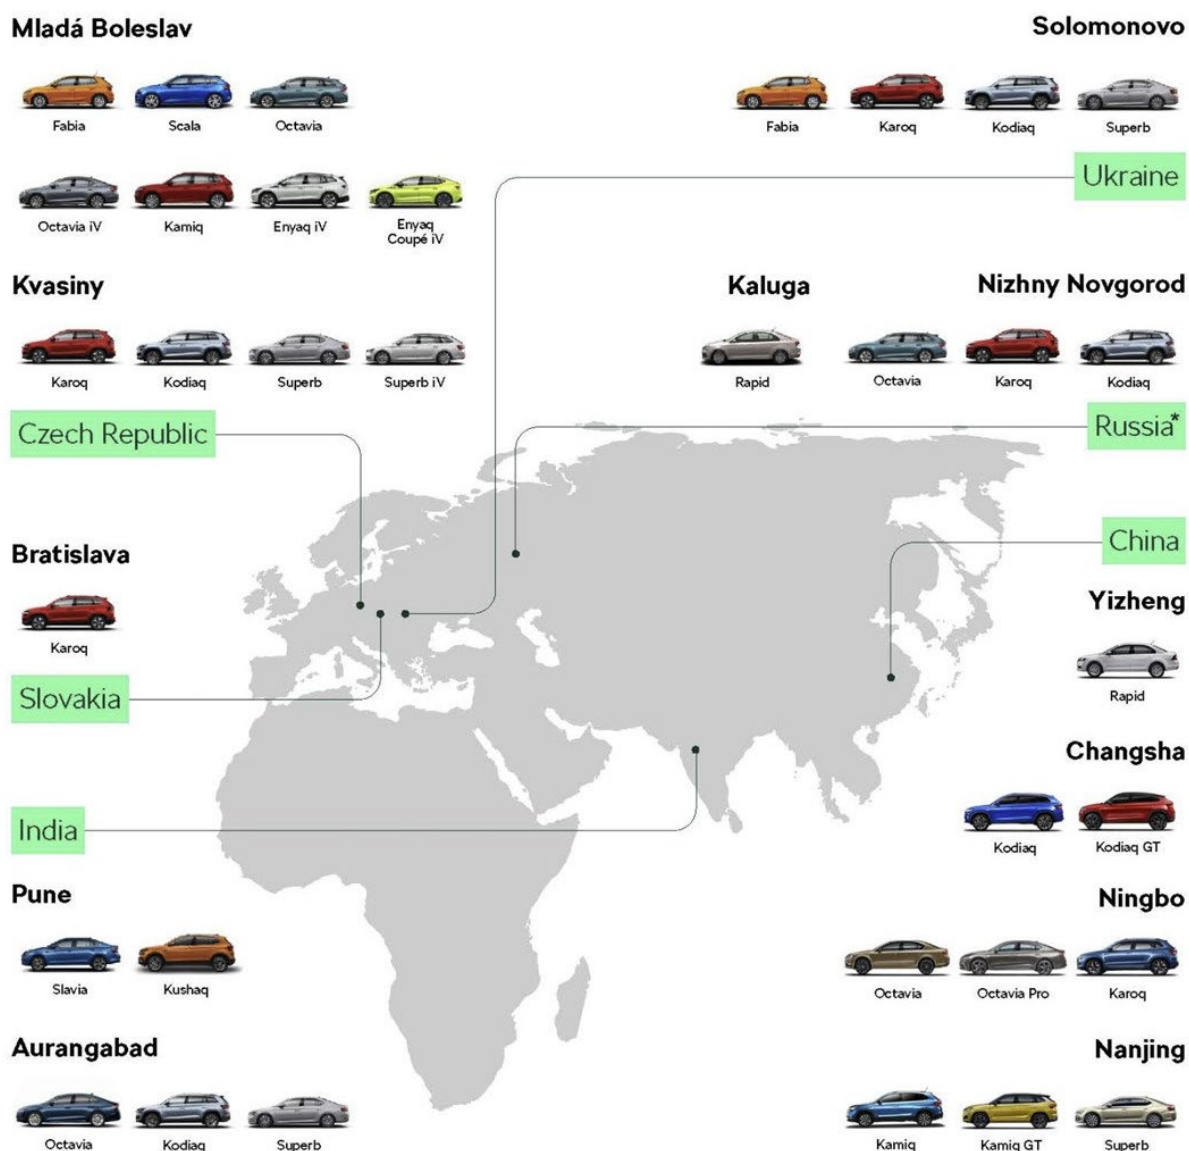 Mladá Boleslav
Fabia Scala Octavia
Octavia iV Kamiq Enyaq iV Enyaq
Coupé iV
Kvasiny
Karoq Kodiaq Superb Superb iV
Czech Republic
Bratislava
Karoq
Slovakia
India
Pune
Slavia Kushaq
Aurangabad
Octavia Kodiaq Superb
Solomonovo
Fabia Karoq Kodiaq Superb
Ukraine
Kaluga Nizhny Novgorod
Rapid Octavia Karoq Kodiaq
Russia*
China
Yizheng
Rapid
Changsha
Kodiaq Kodiaq GT
Ningbo
Octavia Octavia Pro Karoq
Nanjing
Kamiq Kamiq GT Superb